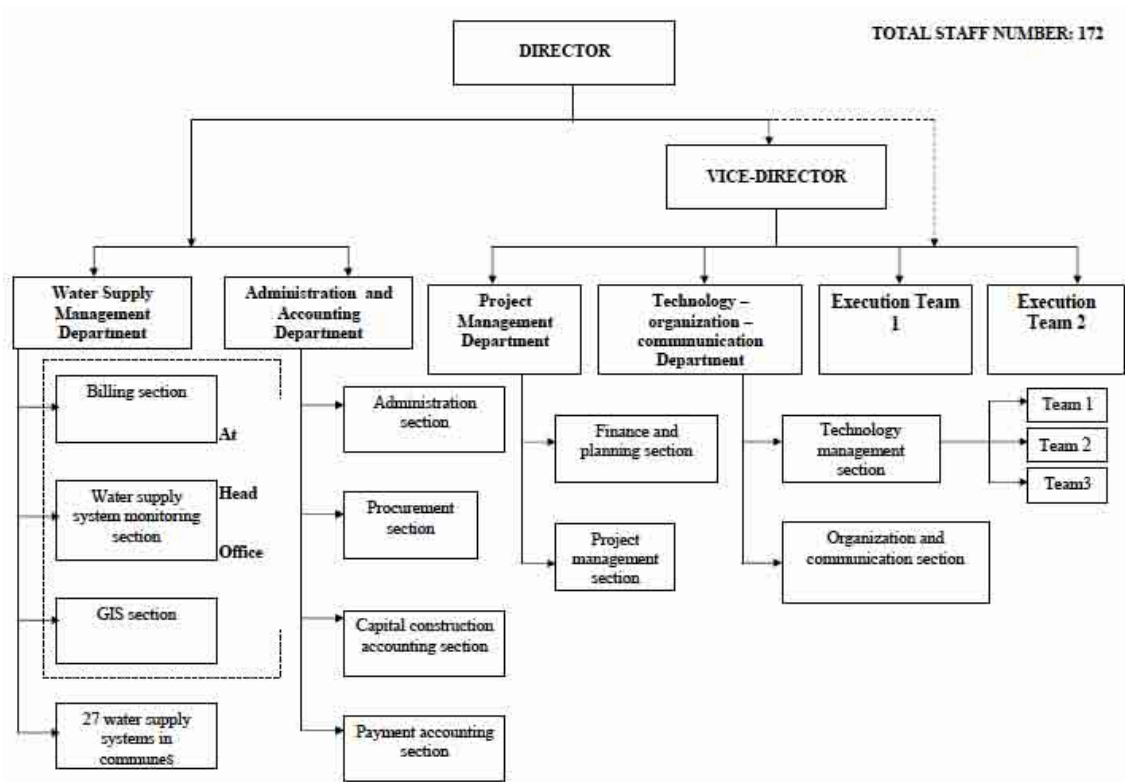 TOTAL STAFF NUMBER: 172
DIRECTOR
VICE-DIRECTOR
Water Supply
Management
Department
Administration and
Accounting
Department
Project
Management
Department
Technology –
organization –
commmunication
Department
Execution Team
1
Execution
Team 2
Billing section
At
Water supply
system monitoring
section
Head
Office
GIS section
27 water supply
systems in
communes
Administration
section
Procurement
section
Capital construction
accounting section
Payment accounting
section
Finance and
planning section
Project
management
section
Technology
management
section
Organization and
communication section
Team 1
Team 2
Team3